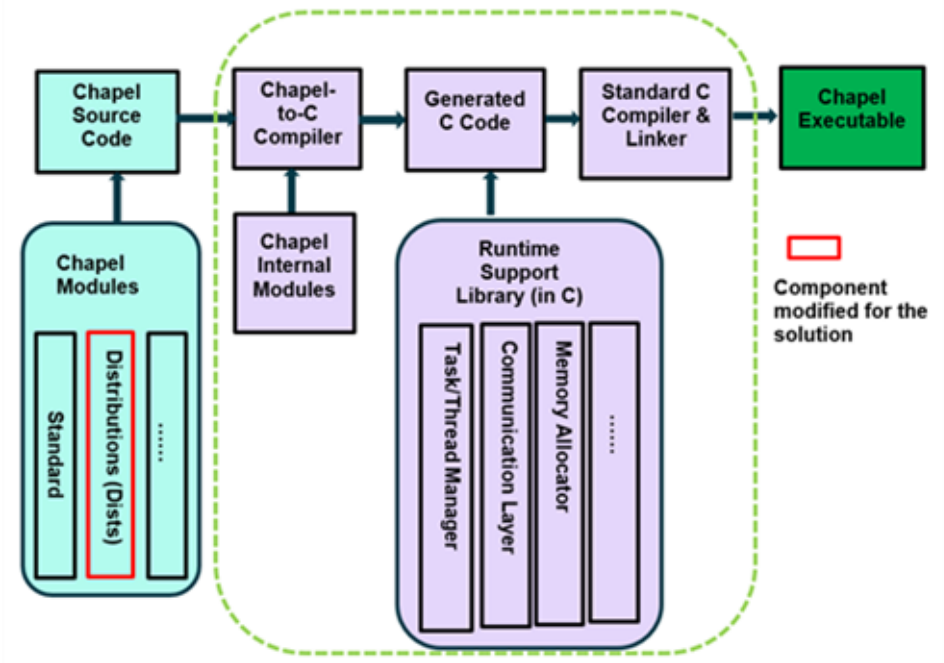 Chapel
Source
Code
Chapel-
to-C
Compiler
Generated
C Code
Standard C
Compiler &
Linker
Chapel
Executable
Chapel
Modules
Standard
Distributions (Dists)
......
Chapel
Internal
Modules
Runtime
Support
Library (in C)
Task/Thread Manager
Communication Layer
Memory Allocator
......
Component
modified for the
solution